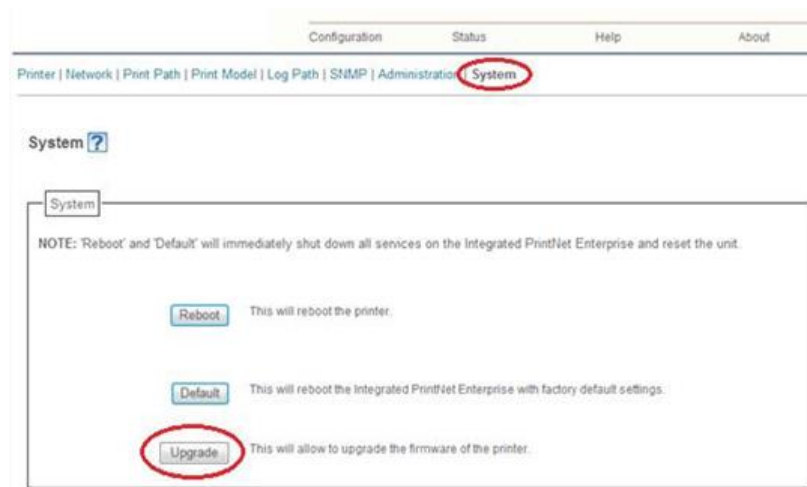 Configuration Status Help About
Printer | Network | Print Path | Print Model | Log Path | SNMP | Administration | System
System ?
System
NOTE: 'Reboot' and 'Default' will immediately shut down all services on the Integrated PrintNet Enterprise and reset the unit.
Reboot This will reboot the printer.
Default This will reboot the Integrated PrintNet Enterprise with factory default settings.
Upgrade This will allow to upgrade the firmware of the printer.